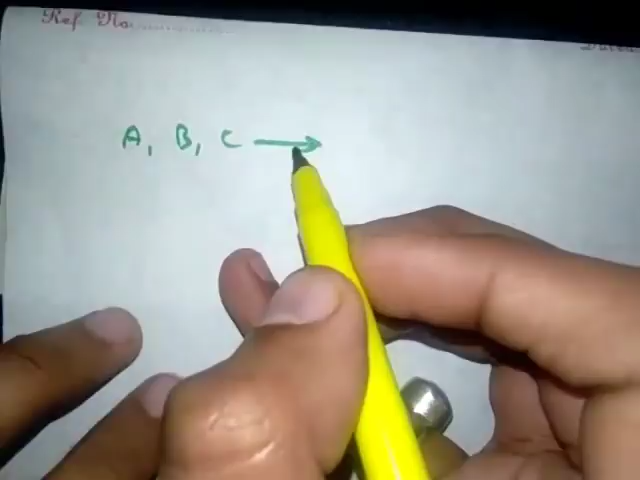 Ref. No.................
A, B, C →